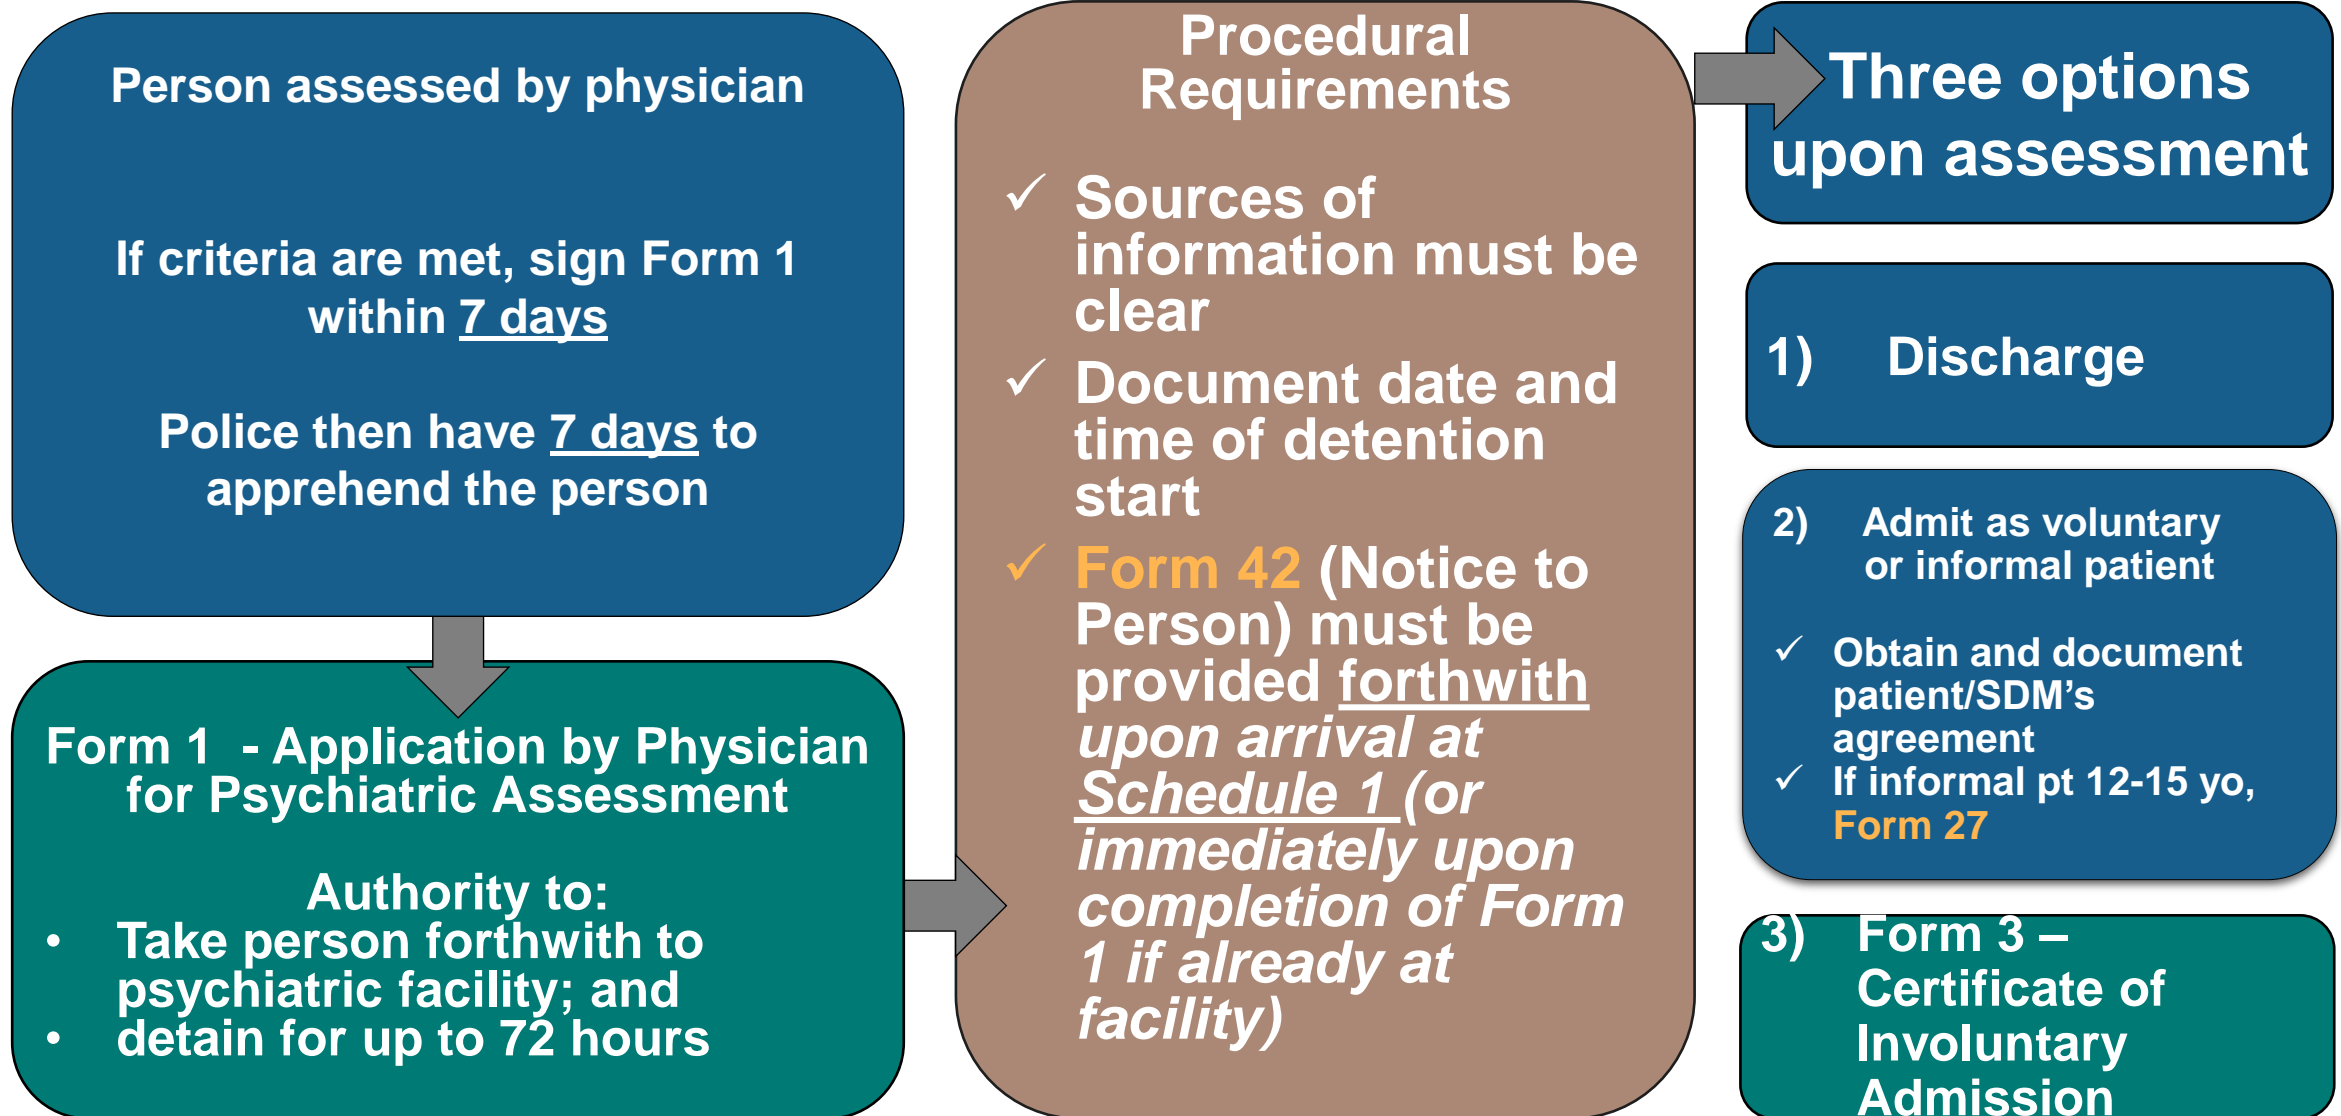 Person assessed by physician
If criteria are met, sign Form 1
within 7 days
Police then have 7 days to
apprehend the person
Form 1 - Application by Physician
for Psychiatric Assessment
Authority to:
• Take person forthwith to
psychiatric facility; and
• detain for up to 72 hours
Procedural
Requirements
✓ Sources of
information must be
clear
✓ Document date and
time of detention
start
✓ Form 42 (Notice to
Person) must be
provided forthwith
upon arrival at
Schedule 1 (or
immediately upon
completion of Form
1 if already at
facility)
Three options
upon assessment
1) Discharge
2) Admit as voluntary
or informal patient
✓ Obtain and document
patient/SDM’s
agreement
✓ If informal pt 12-15 yo,
Form 27
3) Form 3 –
Certificate of
Involuntary
Admission